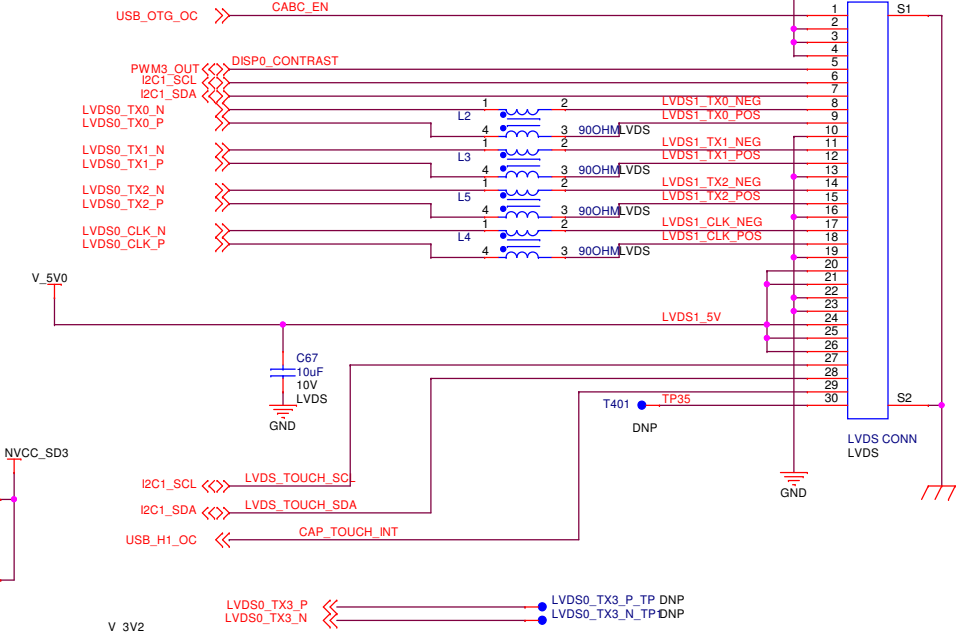 CABC_EN
USB_OTG_OC
1
S1
2
3
4
DISP0_CONTRAST
PWM3_OUT
5
I2C1_SCL
6
I2C1_SDA
7
LVDS0_TX0_N
1
2
LVDS1_TX0_NEG
8
LVDS0_TX0_P
L2
LVDS1_TX0_POS
9
4
3
90OHM
LVDS
10
LVDS0_TX1_N
1
2
LVDS1_TX1_NEG
11
LVDS0_TX1_P
L3
LVDS1_TX1_POS
12
4
3
90OHM
LVDS
13
LVDS0_TX2_N
1
2
LVDS1_TX2_NEG
14
LVDS0_TX2_P
L5
LVDS1_TX2_POS
15
4
3
90OHM
LVDS
16
LVDS0_CLK_N
1
2
LVDS1_CLK_NEG
17
LVDS0_CLK_P
L4
LVDS1_CLK_POS
18
4
3
90OHM
LVDS
19
20
V_5V0
21
22
23
LVDS1_5V
24
25
26
C67
27
10uF
28
10V
29
LVDS
T401
TP35
30
S2
GND
DNP
LVDS CONN
LVDS
NVCC_SD3
I2C1_SCL
LVDS_TOUCH_SCL
GND
I2C1_SDA
LVDS_TOUCH_SDA
USB_H1_OC
CAP_TOUCH_INT
LVDS0_TX3_P
LVDS0_TX3_P_TP
DNP
LVDS0_TX3_N
LVDS0_TX3_N_TP
DNP
V_3V2